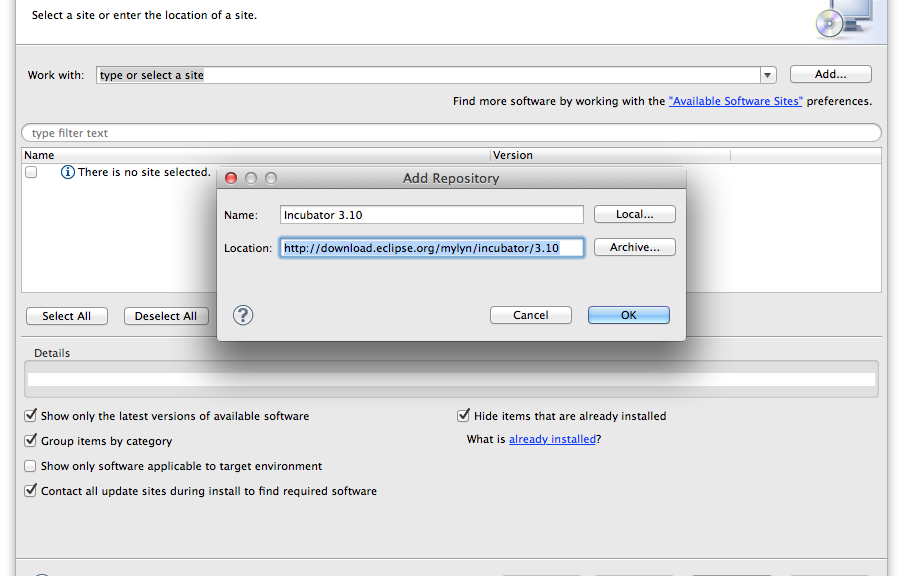 Select a site or enter the location of a site.
Work with: type or select a site Add...
Find more software by working with the "Available Software Sites" preferences.
type filter text
Name Version
There is no site selected.
Add Repository
Name: Incubator 3.10 Local...
Location: http://download.eclipse.org/mylyn/incubator/3.10 Archive...
Cancel OK
Select All Deselect All
Details
Show only the latest versions of available software Hide items that are already installed
Group items by category What is already installed?
Show only software applicable to target environment
Contact all update sites during install to find required software